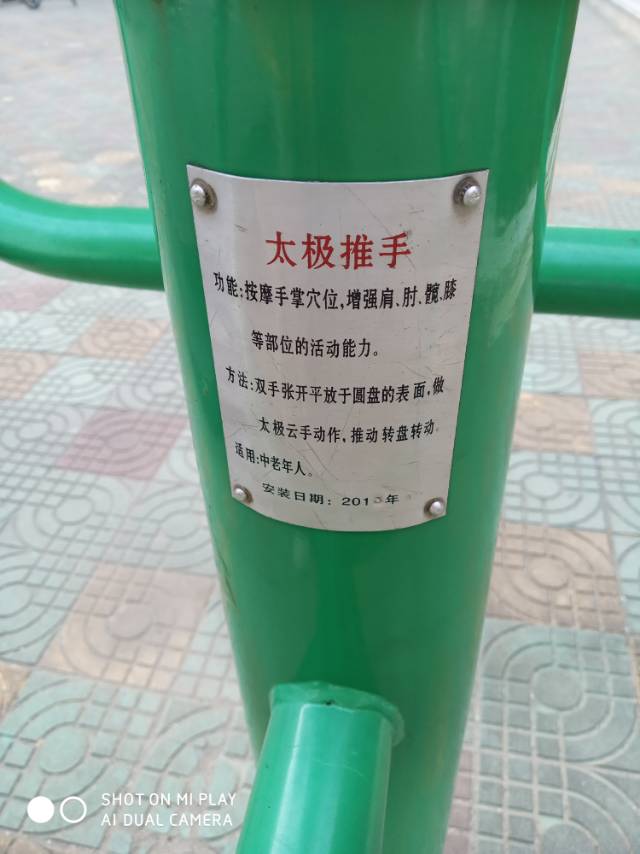 太极推手
功能:按摩手掌穴位,增强肩、肘、髋、膝
等部位的活动能力。
方法:双手张开平放于圆盘的表面,做
太极云手动作,推动转盘转动。
适用:中老年人。
安装日期: 201 年
SHOT ON MI PLAY
AI DUAL CAMERA